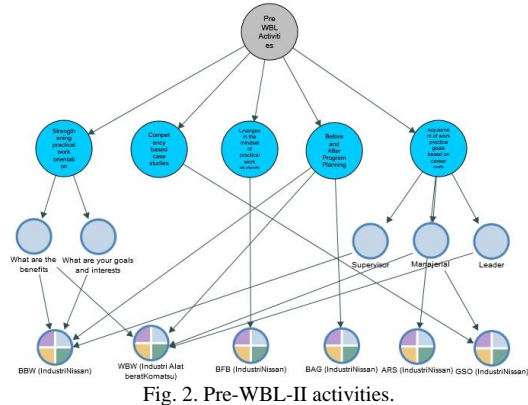 Pre
WBL
Activiti
es
Strength
ening
practical
work
orientati
on
Compet
ency
based
case
studies
Changes
in the
mindset
of
practical
work
Before
and
After
Program
Planning
Adjustme
nt of work
practice
goals
based on
career
What are the
benefits
What are your goals
and interests
Supervisor
Manajerial
Leader
BBW (IndustriNissan)
WBW (Industri Alat
beratKomatsu)
BFB (IndustriNissan)
BAG (IndustriNissan)
ARS (IndustriNissan)
GSO (IndustriNissan)
Fig. 2. Pre-WBL-II activities.